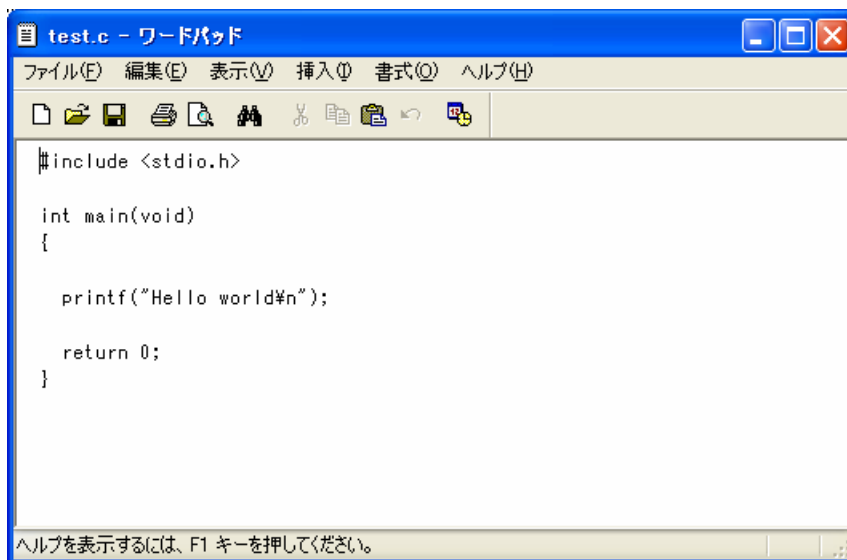 test.c - ワードパッド
ファイル(F) 編集(E) 表示(V) 挿入(I) 書式(O) ヘルプ(H)
#include <stdio.h>
int main(void)
{
printf("Hello world¥n");
return 0;
}
ヘルプを表示するには、F1 キーを押してください。